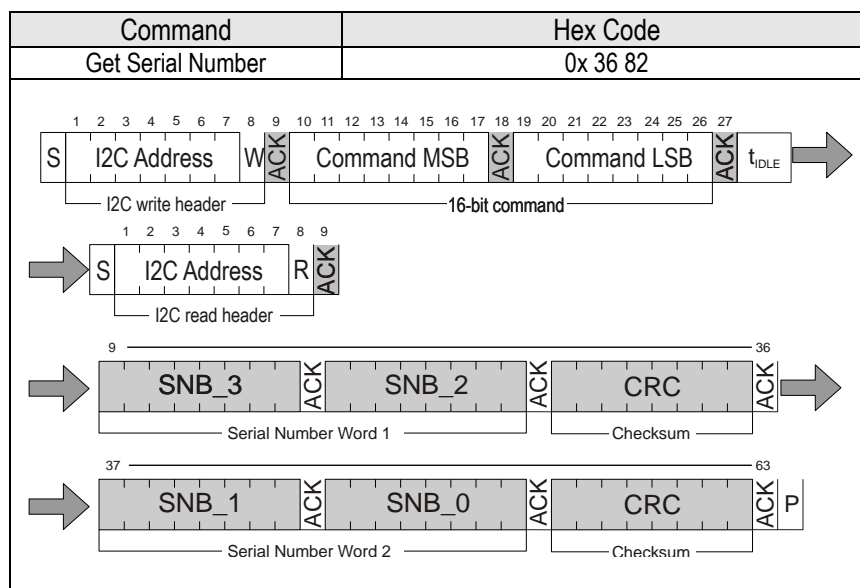 Command Hex Code
Get Serial Number 0x 36 82
1 2 3 4 5 6 7 8 9 10 11 12 13 14 15 16 17 18 19 20 21 22 23 24 25 26 27
S I2C Address W ACK Command MSB ACK Command LSB ACK tIDLE
I2C write header 16-bit command
1 2 3 4 5 6 7 8 9
S I2C Address R ACK
I2C read header
9 36
SNB_3 ACK SNB_2 ACK CRC ACK
Serial Number Word 1 Checksum
37 63
SNB_1 ACK SNB_0 ACK CRC ACK P
Serial Number Word 2 Checksum